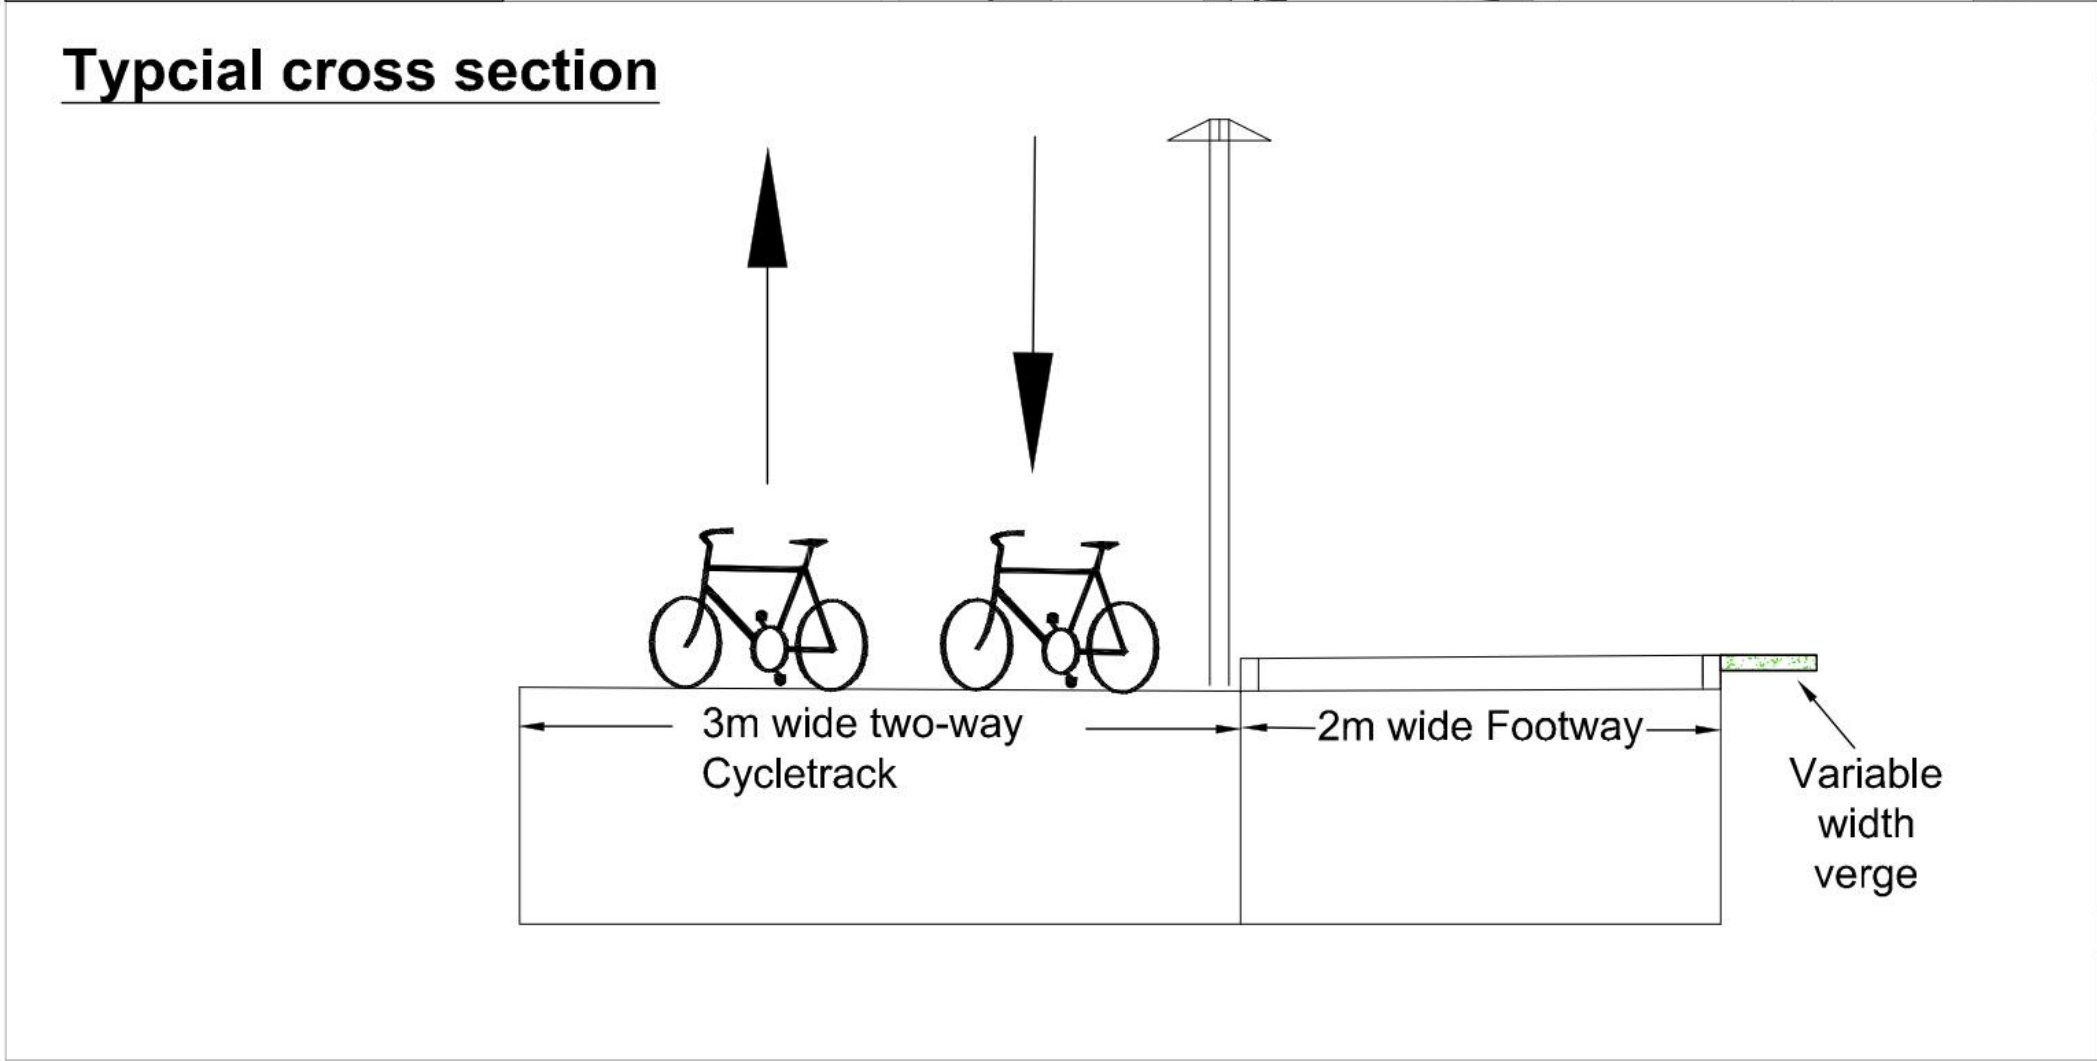 Typcial cross section
3m wide two-way
Cycletrack
2m wide Footway
Variable
width
verge